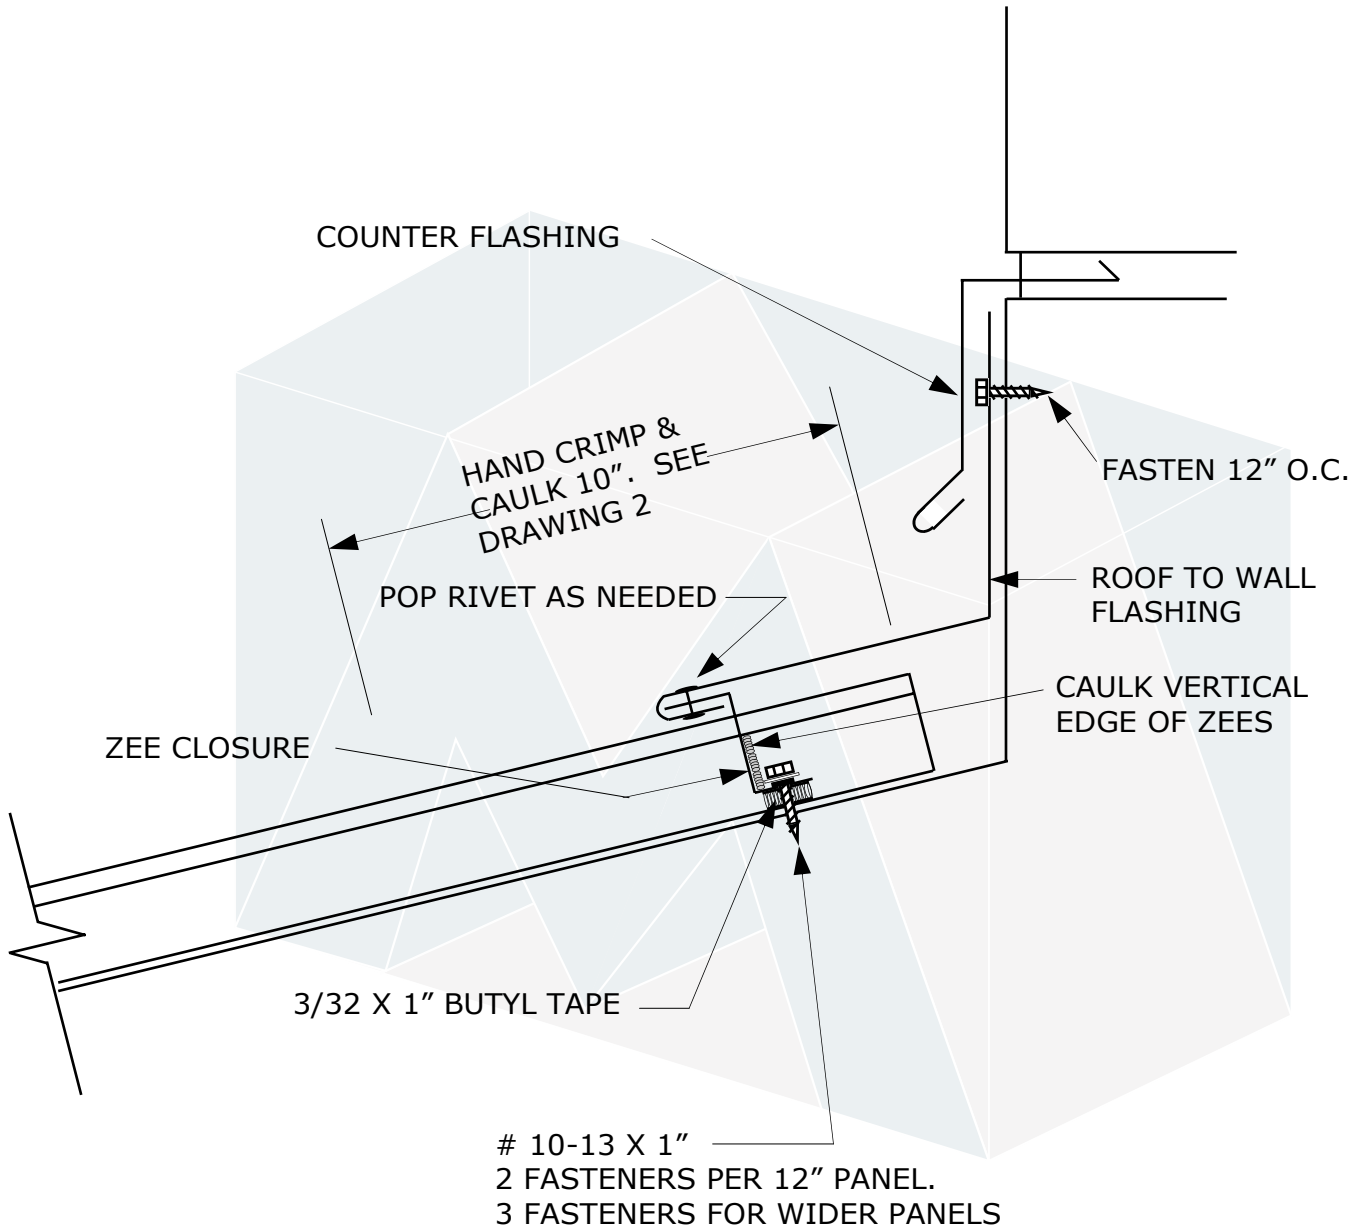 COUNTER FLASHING
HAND CRIMP &
CAULK 10”.  SEE
DRAWING 2
FASTEN 12” O.C.
POP RIVET AS NEEDED
ROOF TO WALL
FLASHING
CAULK VERTICAL
EDGE OF ZEES
ZEE CLOSURE
3/32 X 1” BUTYL TAPE
# 10-13 X 1”
2 FASTENERS PER 12” PANEL.
3 FASTENERS FOR WIDER PANELS